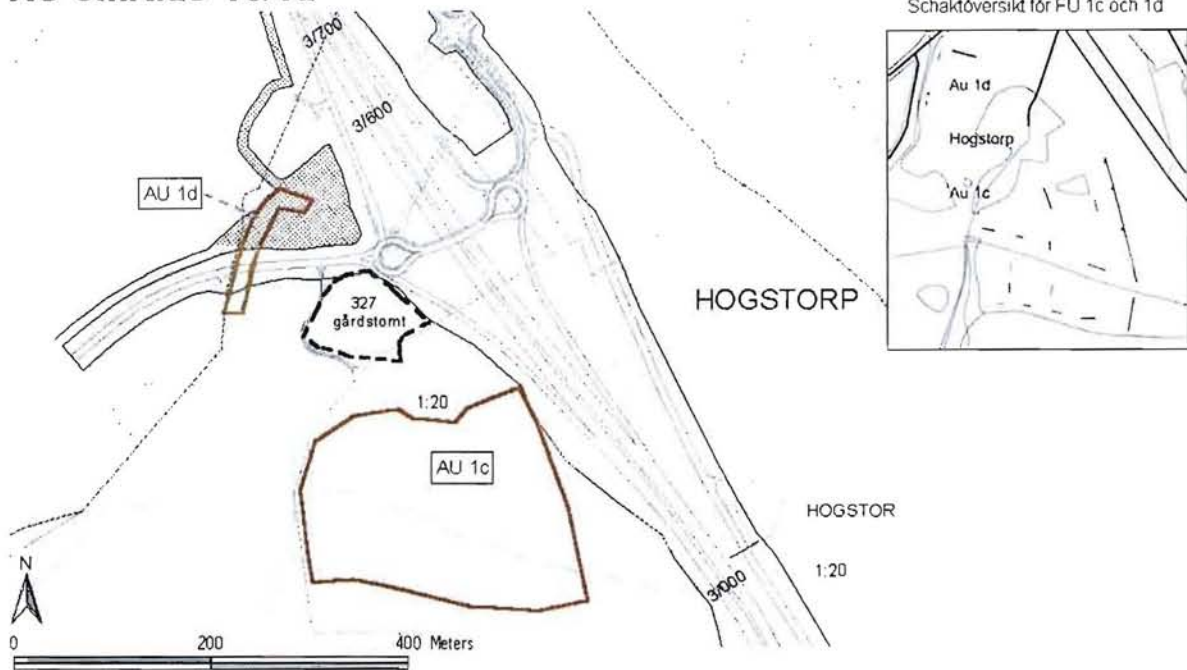 Schaktöversikt för FU 1c och 1d
3/700
3/600
AU 1d
327
gårdstomt
HOGSTORP
1:20
AU 1c
HOGSTOR
1:20
3/000
N
0 200 400 Meters
Au 1d
Hogstorp
Au 1c